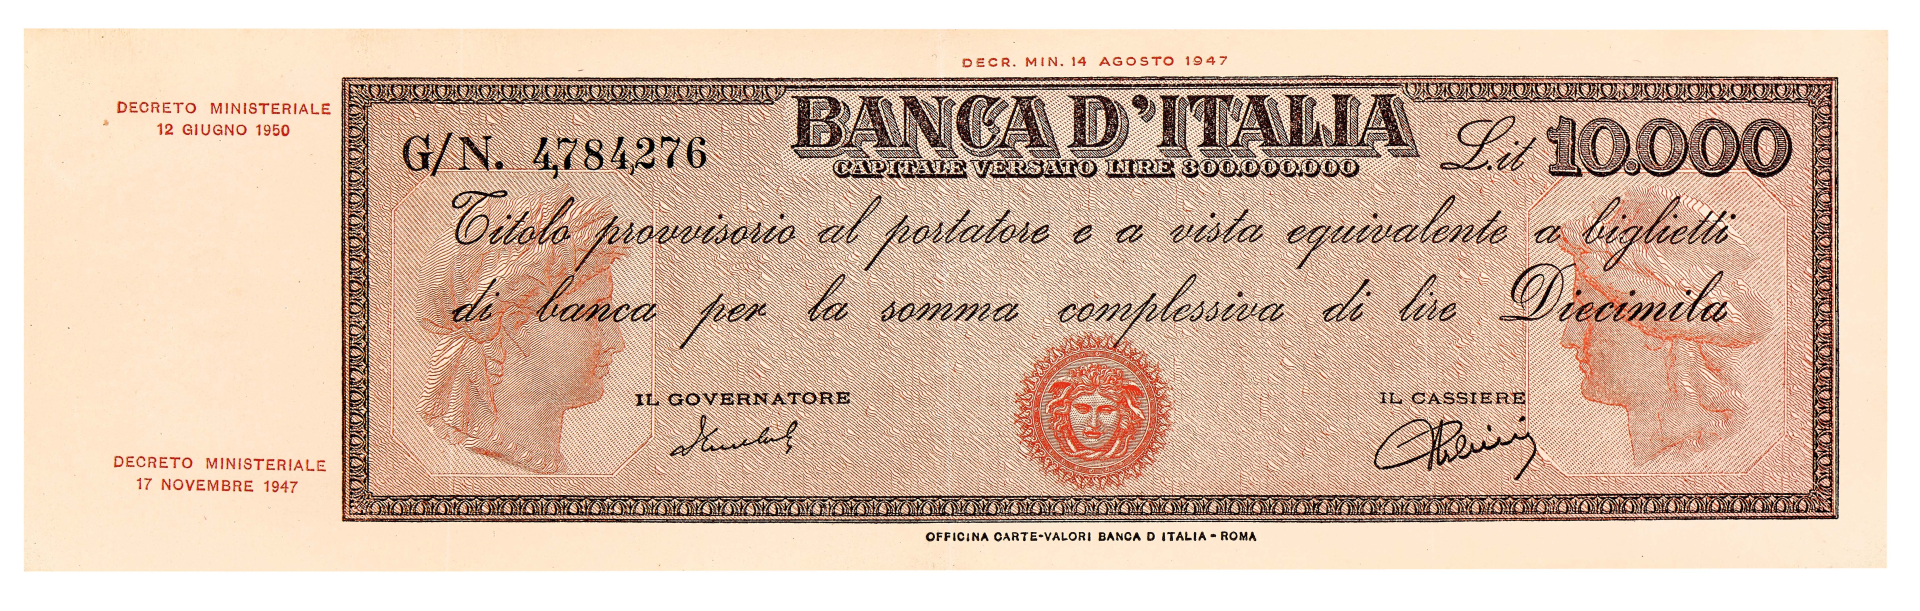 DECR. MIN. 14 AGOSTO 1947
DECRETO MINISTERIALE
12 GIUGNO 1950
BANCA D'ITALIA
CAPITALE VERSATO LIRE 300.000.000
G/N. 4,784,276
L.it 10.000
Titolo provvisorio al portatore e a vista equivalente a biglietti
di banca per la somma complessiva di lire Diecimila
IL GOVERNATORE
IL CASSIERE
DECRETO MINISTERIALE
17 NOVEMBRE 1947
OFFICINA CARTE-VALORI BANCA D ITALIA - ROMA